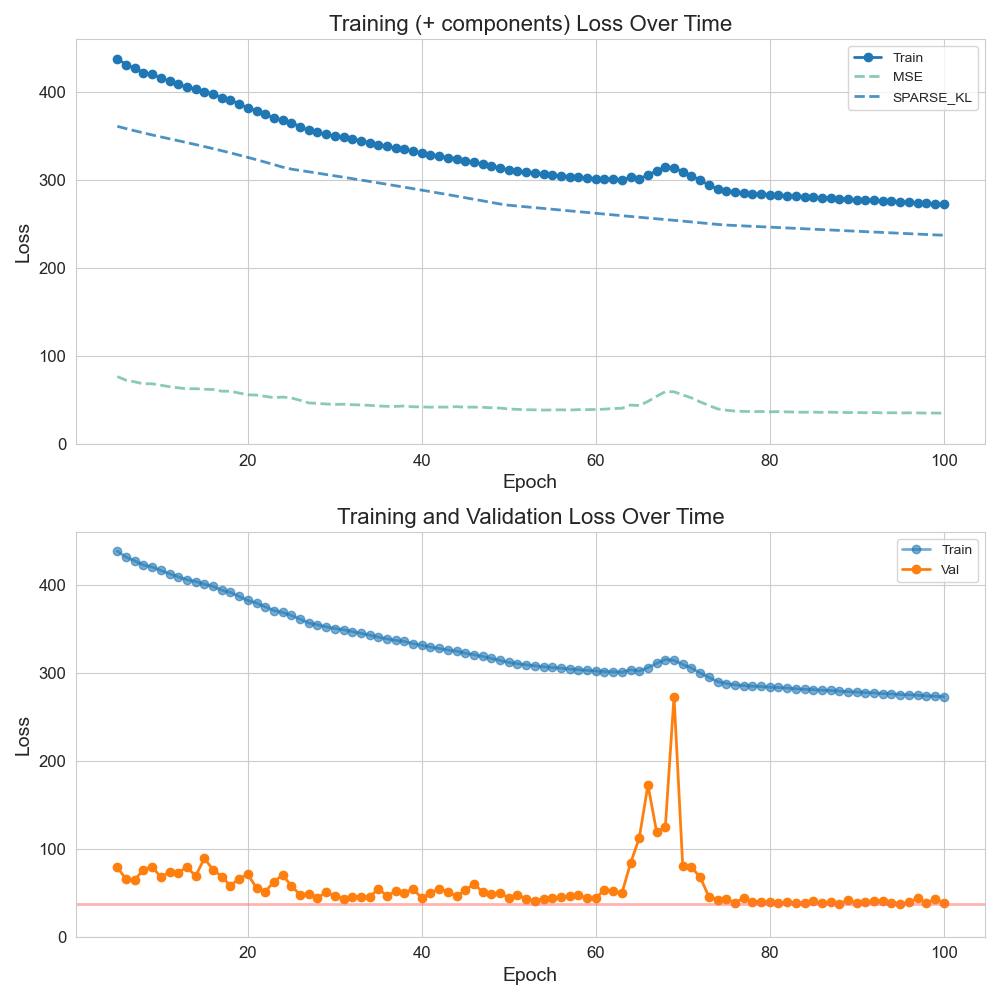 Training (+ components) Loss Over Time
Loss
400
300
200
100
0
Train
MSE
SPARSE_KL
20 40 60 80 100
Epoch
Training and Validation Loss Over Time
Loss
400
300
200
100
0
Train
Val
20 40 60 80 100
Epoch